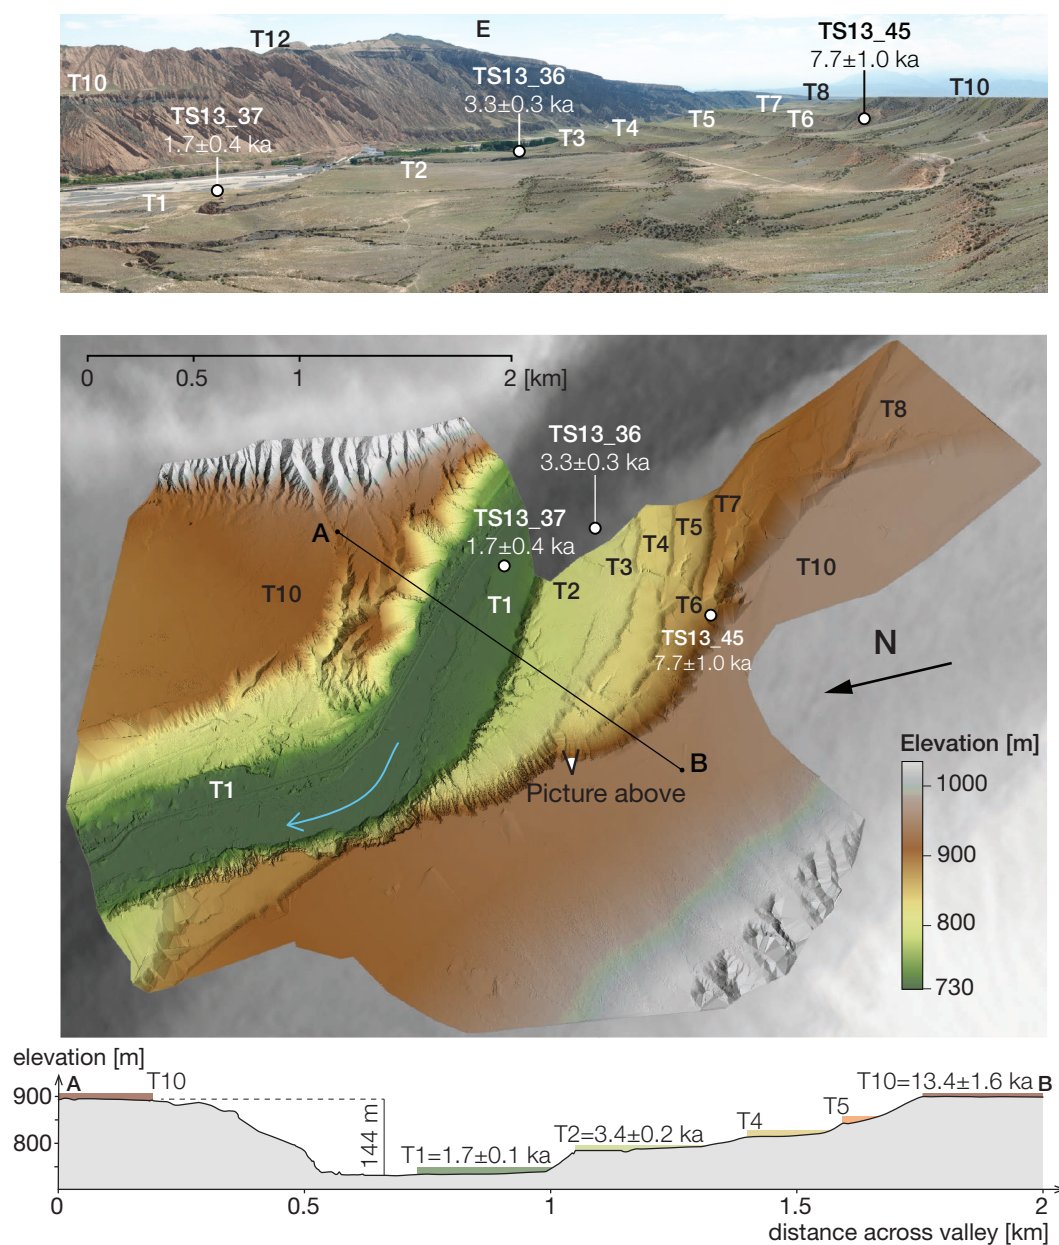 T12
E
TS13_45
7.7±1.0 ka
T10
TS13_36
3.3±0.3 ka
T8
T10
TS13_37
1.7±0.4 ka
T7
T6
T5
T4
T3
T2
T1
0
0.5
1
2 [km]
T8
TS13_36
3.3±0.3 ka
A
TS13_37
1.7±0.4 ka
T7
T5
T4
T3
T10
T10
T2
T1
T6
TS13_45
7.7±1.0 ka
N
T1
B
Picture above
Elevation [m]
1000
900
800
730
elevation [m]
A
T10
T10=13.4±1.6 ka
B
900
144 m
T5
T4
T2=3.4±0.2 ka
800
T1=1.7±0.1 ka
0
0.5
1
1.5
2
distance across valley [km]